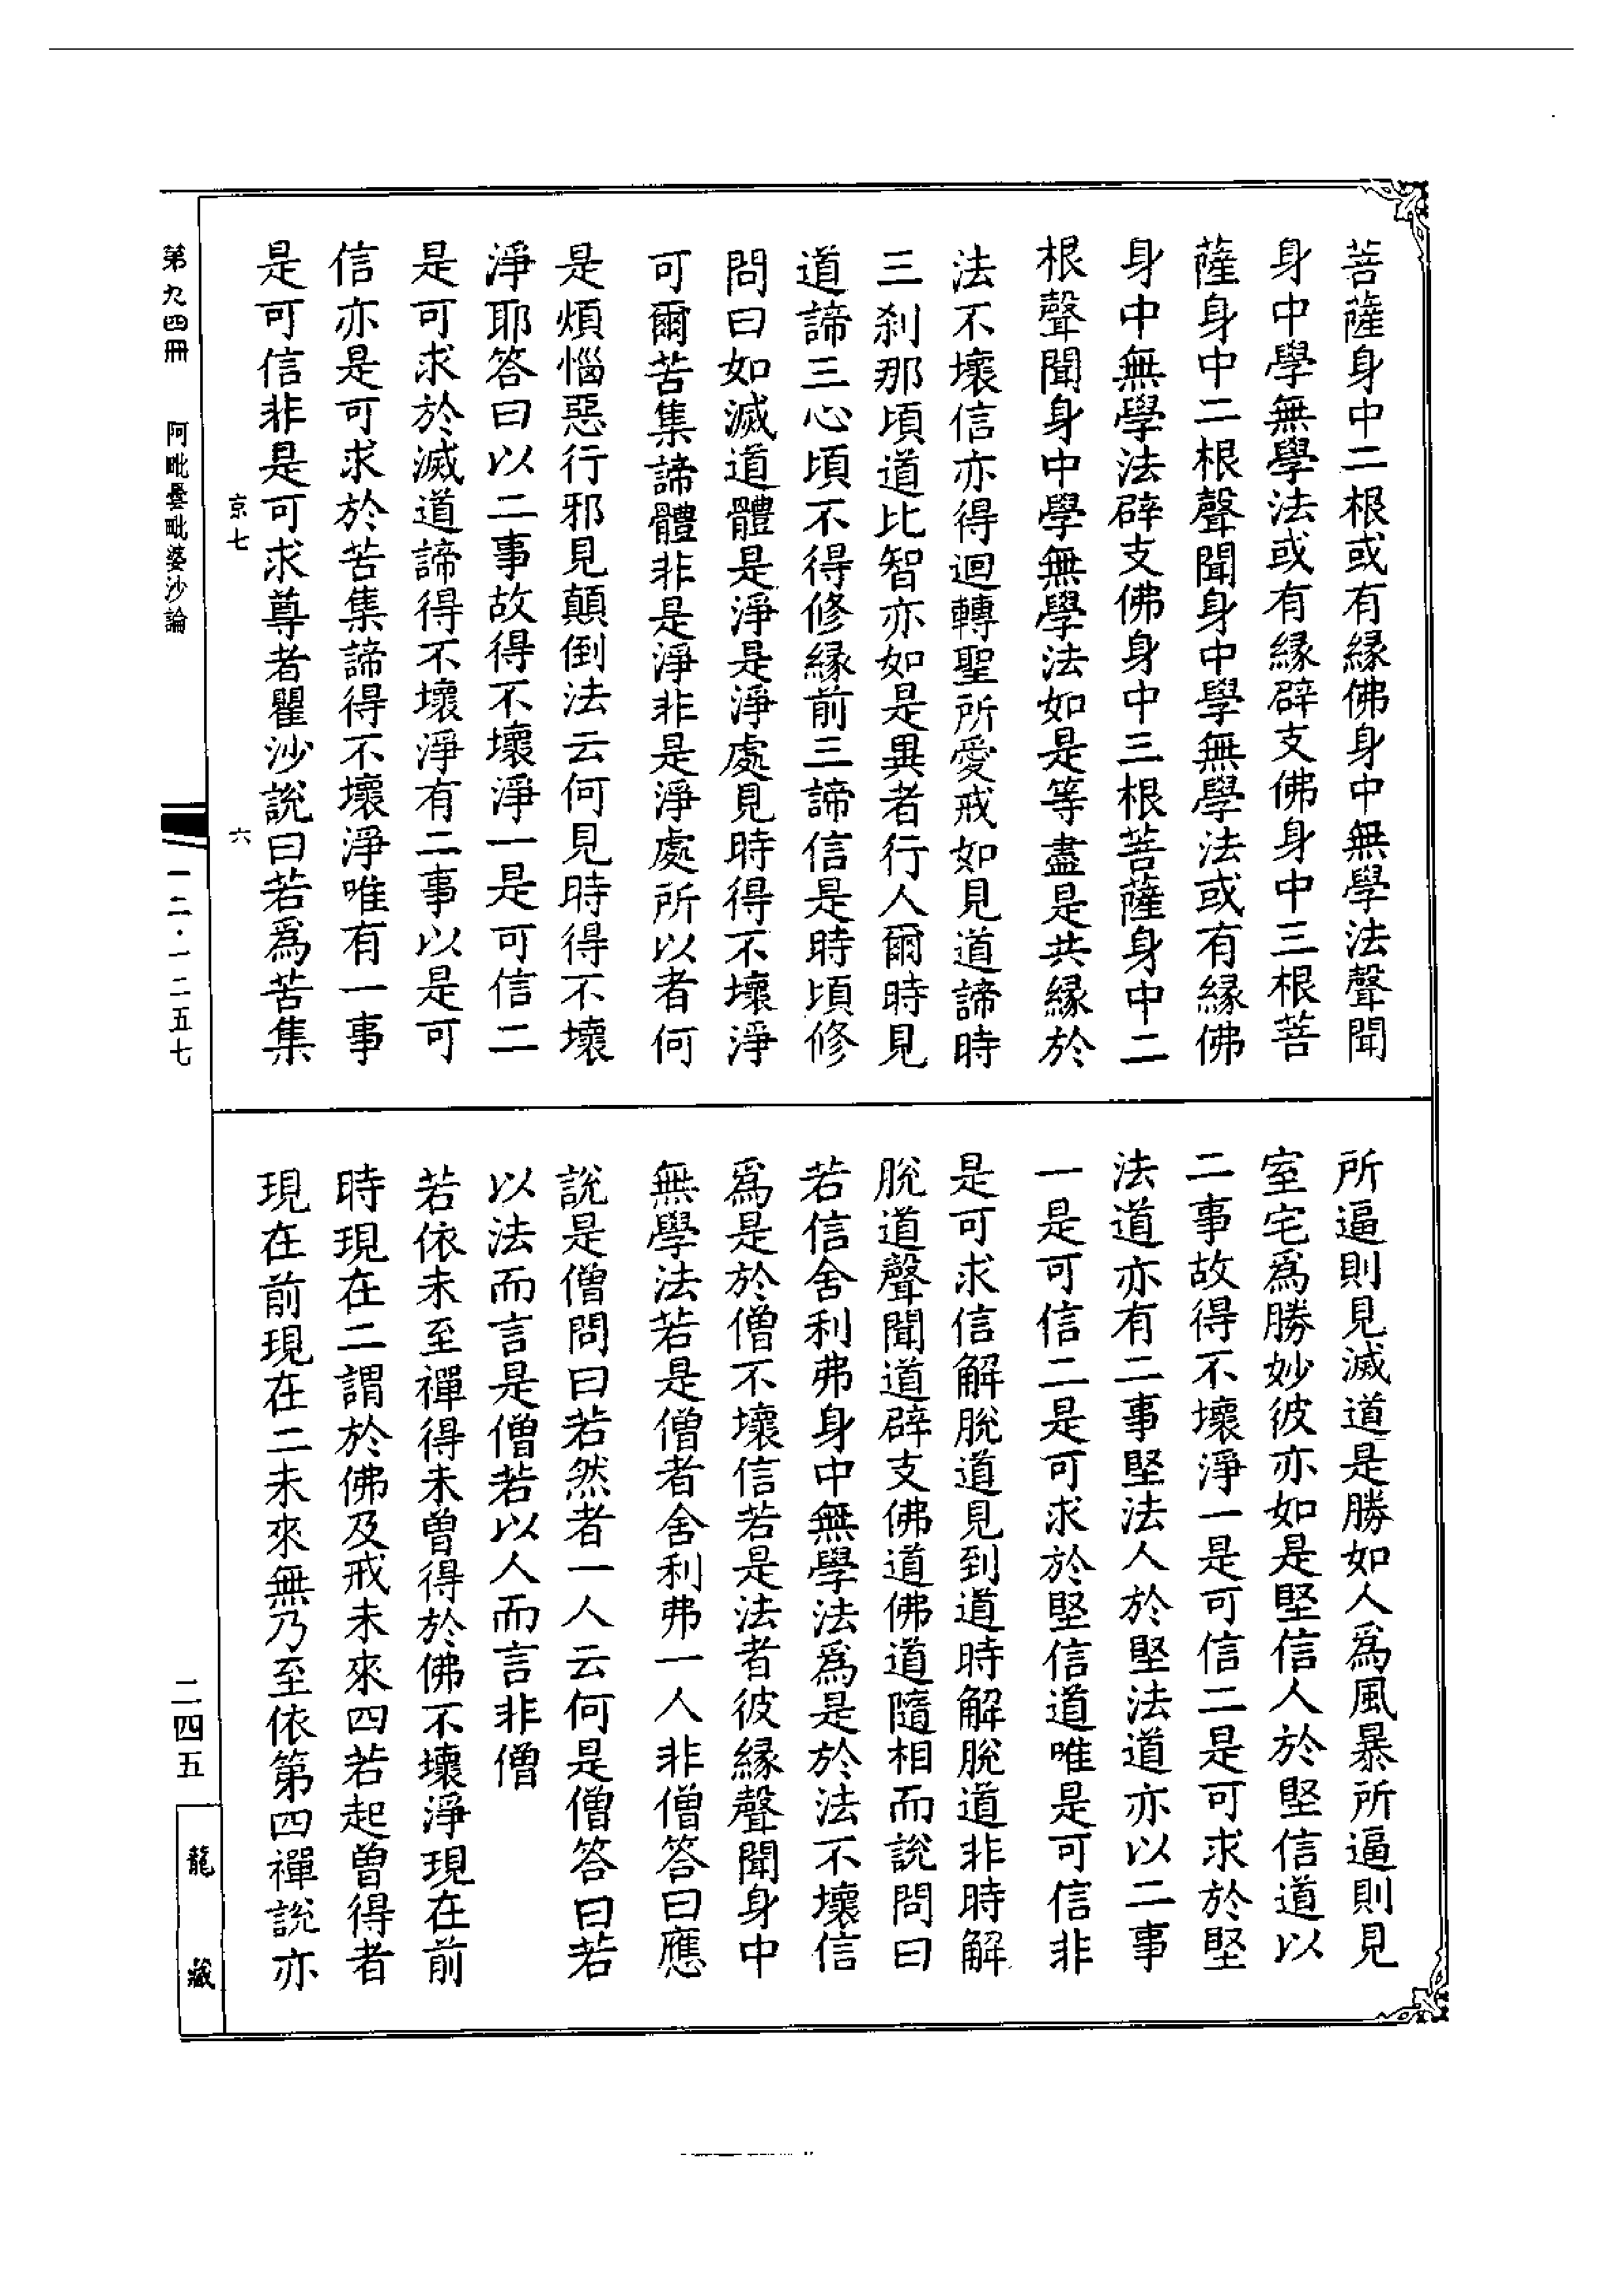 菩薩身中二根或有緣佛身中無學法聲聞
身中學無學法或有緣辟支佛身中三根菩
薩身中二根聲聞身中學無學法或有緣佛
身中無學法辟支佛身中三根菩薩身中二
根聲聞身中學無學法如是等盡是共緣於
法不壞信亦得迴轉聖所愛戒如見道諦時
三剎那頃道比智亦如是異者行人爾時見
道諦三心頃不得修緣前三諦信是時頃修
問曰如滅道體是淨是淨處見時得不壞淨
可爾苦集諦體非是淨非是淨處所以者何
是煩惱惡行邪見顛倒法云何見時得不壞
淨耶答曰以二事故得不壞淨一是可信二
是可求於滅道諦得不壞淨有二事以是可
信亦是可求於苦集諦得不壞淨唯有一事
是可信非是可求尊者瞿沙說曰若為苦集
所逼則見滅道是勝如人為風暴所逼則見
室宅為勝妙彼亦如是堅信人於堅信道以
二事故得不壞淨一是可信二是可求於堅
法道亦有二事堅法人於堅法道亦以二事
一是可信二是可求於堅信道唯是可信非
是可求信解脫道見到道時解脫道非時解
脫道聲聞道辟支佛道佛道隨相而說問曰
若信舍利弗身中無學法為是於法不壞信
為是於僧不壞信若是法者彼緣聲聞身中
無學法若是僧者舍利弗一人非僧答曰應
說是僧問曰若然者一人云何是僧答曰若
以法而言是僧若以人而言非僧
若依未至禪得未曾得於佛不壞淨現在前
時現在二謂於佛及戒未來四若起曾得者
現在前現在二未來無乃至依第四禪說亦
京七
六
第九四冊
阿毗曇毗婆沙論
一二·一二五七
二四五
龍藏